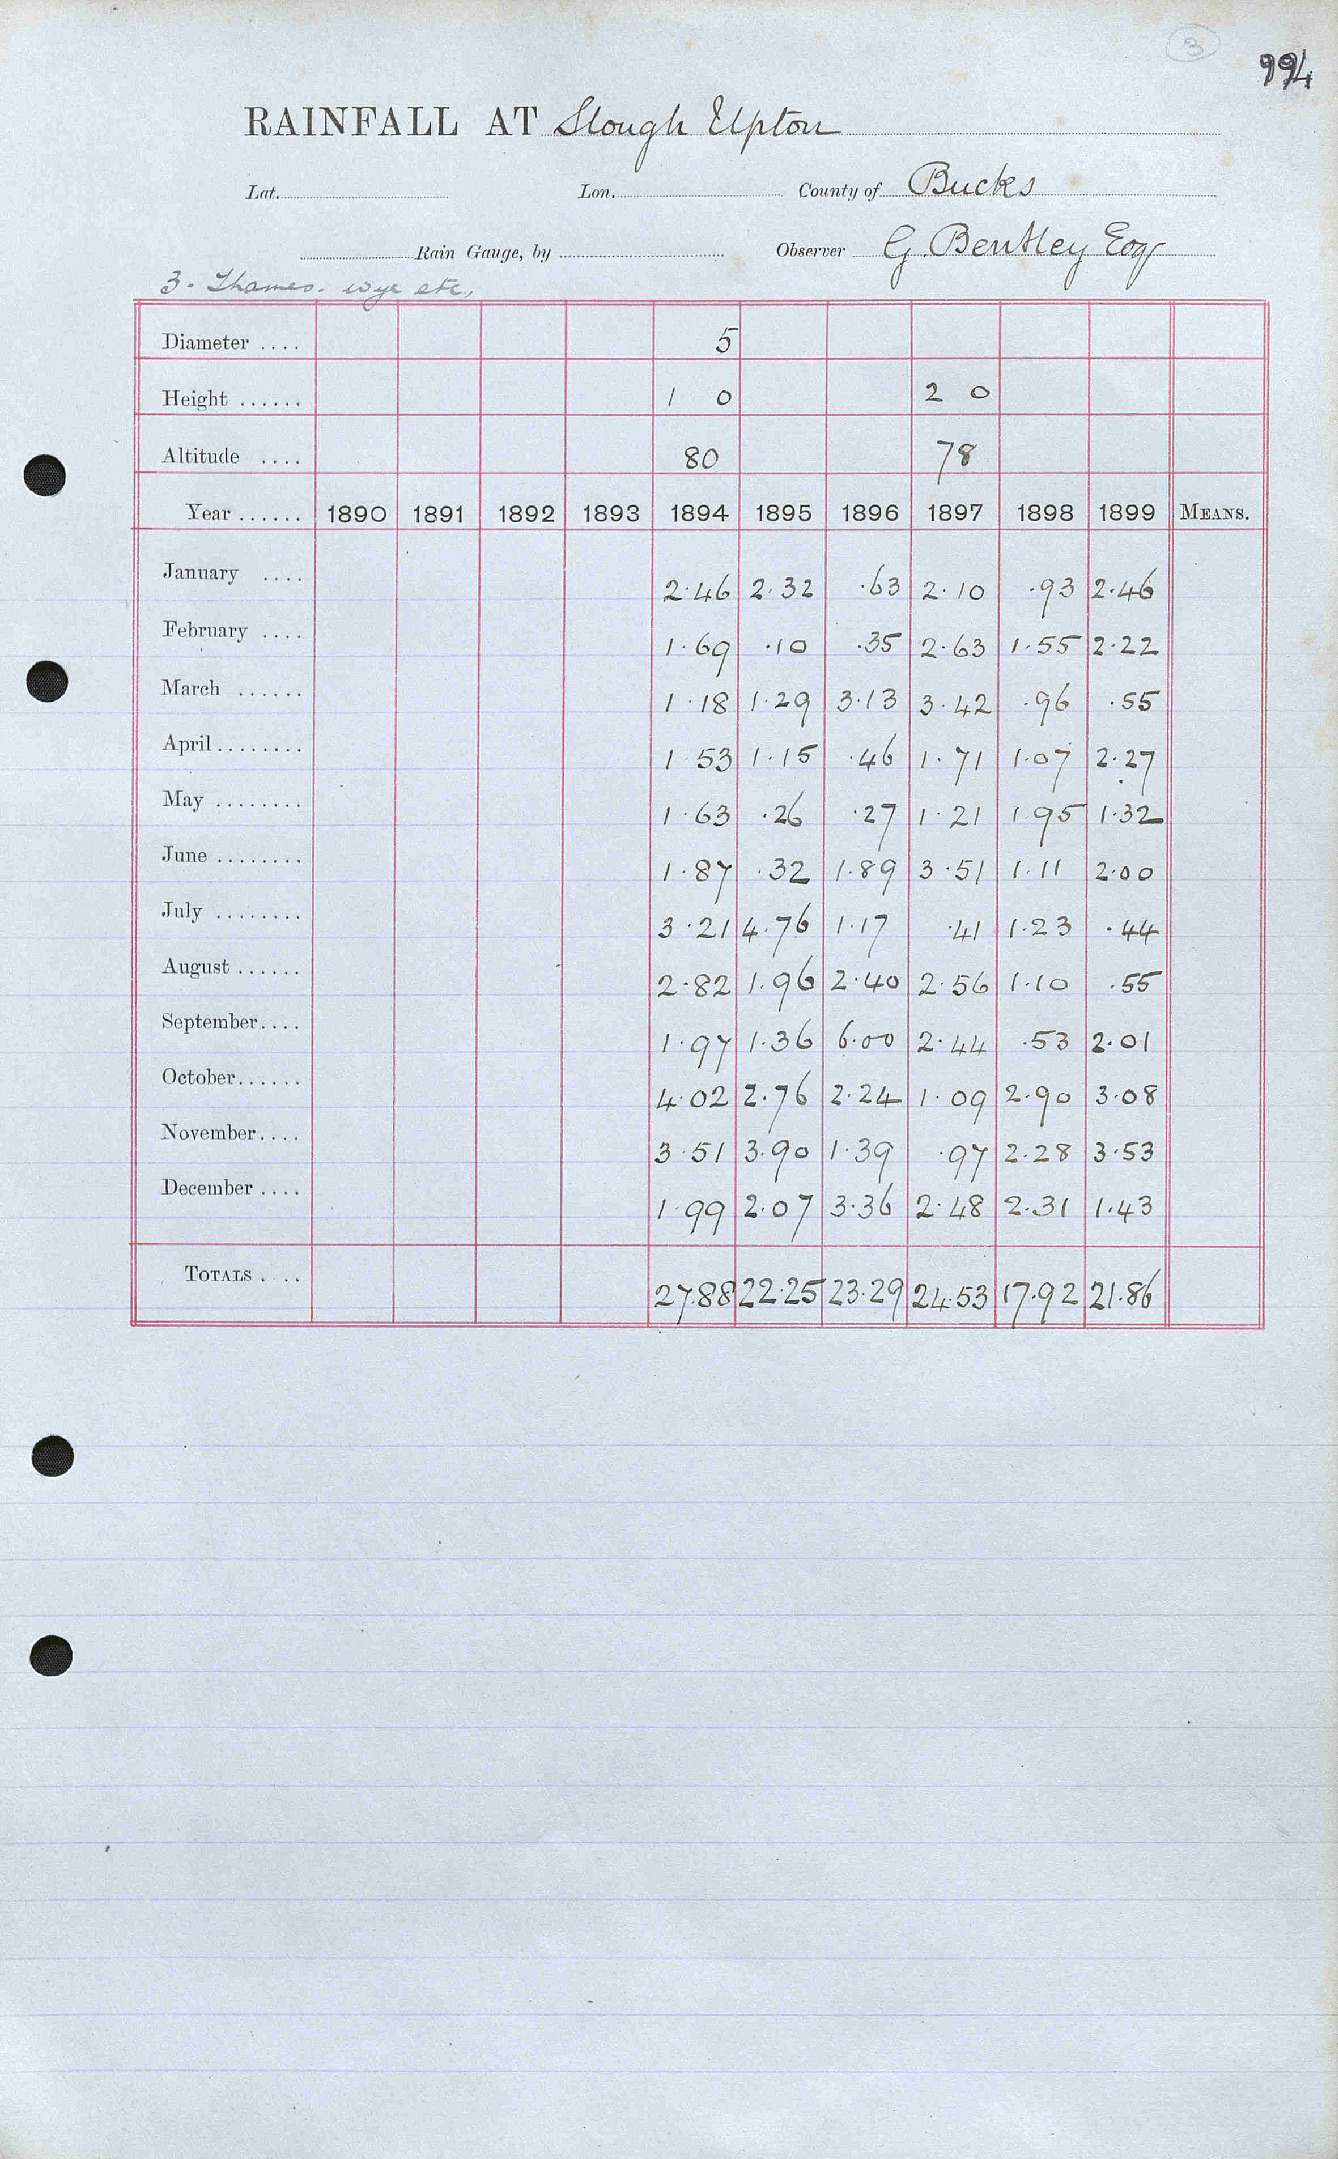 3
994
RAINFALL AT Slough Upton
Lat. Lon. County of Bucks
Rain Gauge, by Observer G Bentley Esqr
3. Thames. Wye etc,
Diameter .... 5
Height ...... 1 0 2 0
Altitude .... 80 78
Year ...... 1890 1891 1892 1893 1894 1895 1896 1897 1898 1899 MEANS.
January .... 2.46 2.32 .63 2.10 .93 2.46
February .... 1.69 .10 .35 2.63 1.55 2.22
March ...... 1.18 1.29 3.13 3.42 .96 .55
April ........ 1.53 1.15 .46 1.71 1.07 2.27
May ........ 1.63 .26 .27 1.21 1.95 1.32
June ........ 1.87 .32 1.89 3.51 1.11 2.00
July ........ 3.21 4.76 1.17 .41 1.23 .44
August ...... 2.82 1.96 2.40 2.56 1.10 .55
September.... 1.97 1.36 6.00 2.44 .53 2.01
October...... 4.02 2.76 2.24 1.09 2.90 3.08
November.... 3.51 3.90 1.39 .97 2.28 3.53
December .... 1.99 2.07 3.36 2.48 2.31 1.43
TOTALS .... 27.88 22.25 23.29 24.53 17.92 21.86